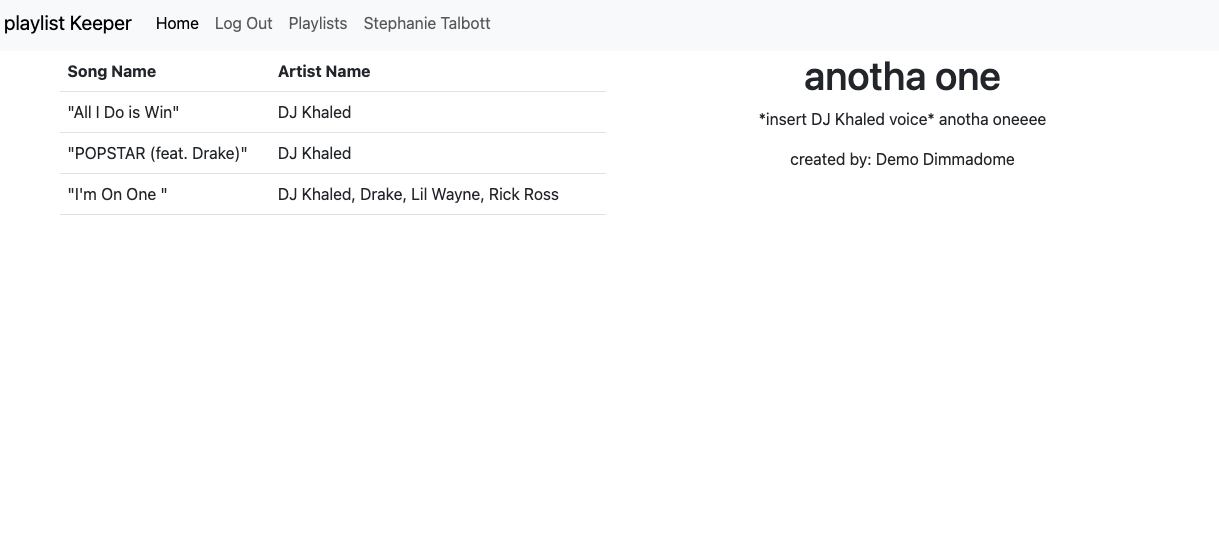 playlist Keeper Home Log Out Playlists Stephanie Talbott
Song Name Artist Name
"All I Do is Win" DJ Khaled
"POPSTAR (feat. Drake)" DJ Khaled
"I'm On One " DJ Khaled, Drake, Lil Wayne, Rick Ross
anotha one
*insert DJ Khaled voice* anotha oneeee
created by: Demo Dimmadome